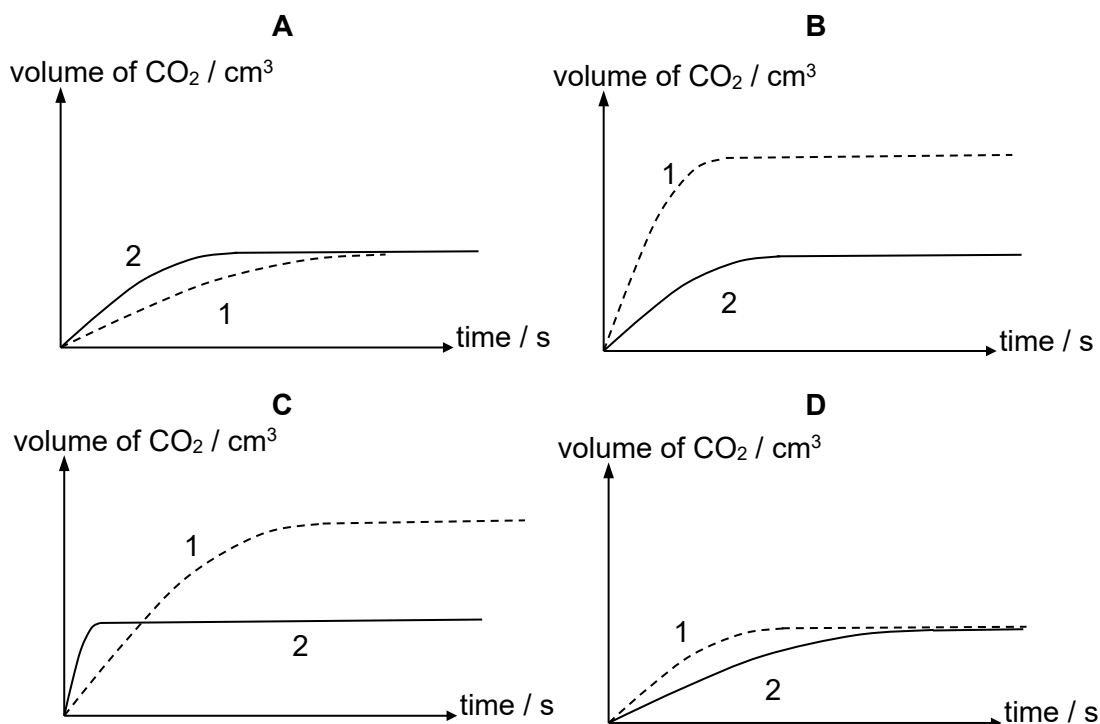 A
volume of CO₂ / cm³
2
1
time / s
B
volume of CO₂ / cm³
1
2
time / s
C
volume of CO₂ / cm³
1
2
time / s
D
volume of CO₂ / cm³
1
2
time / s